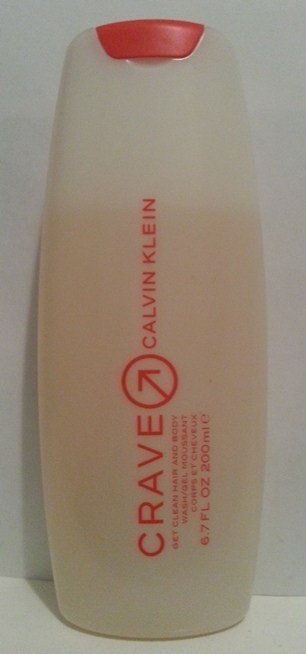 CRAVE CALVIN KLEIN
GET CLEAN HAIR AND BODY
WASH/GEL MOUSSANT
CORPS ET CHEVEUX
6.7 FL OZ 200ml ℮